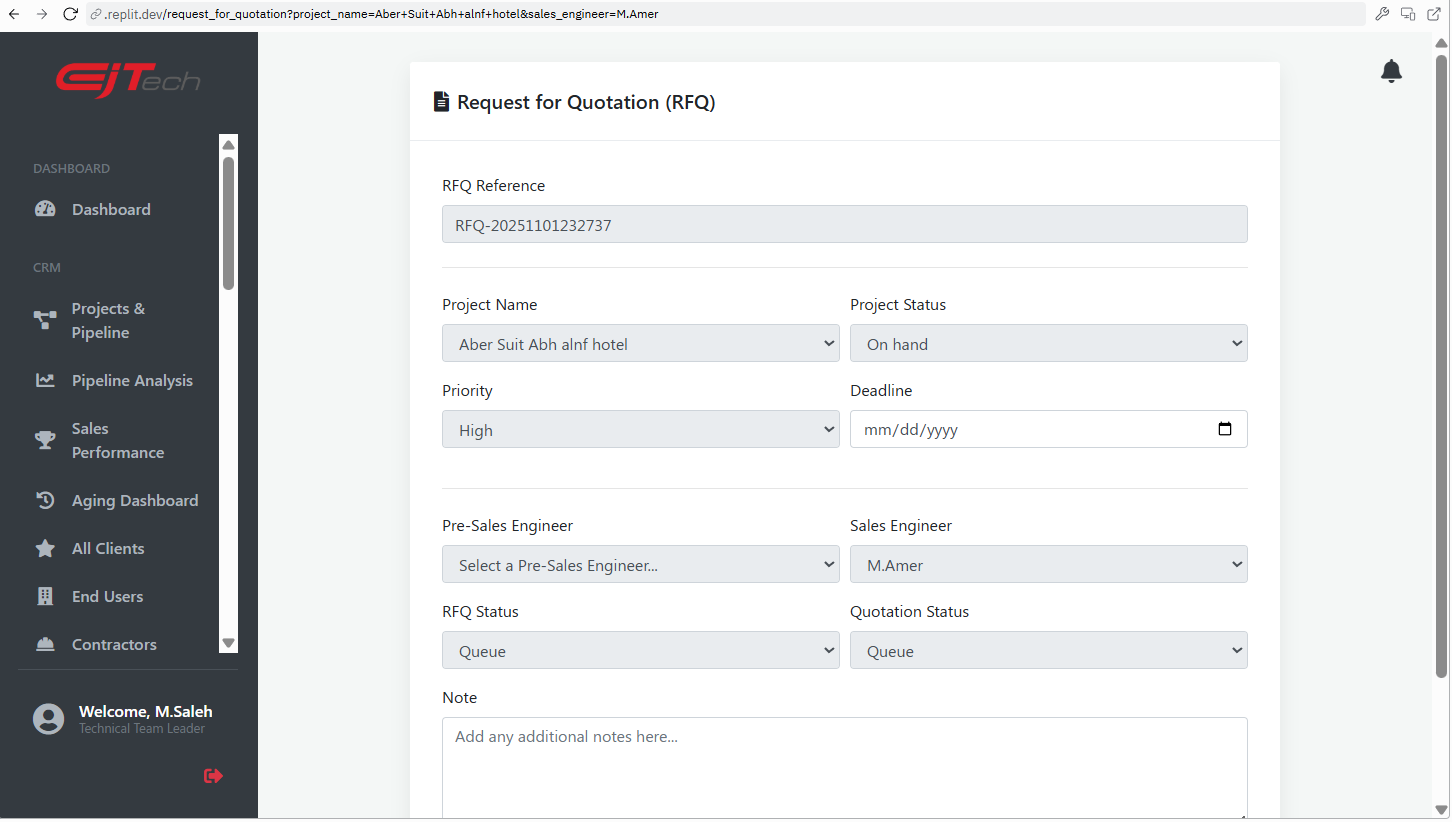 .replit.dev/request_for_quotation?project_name=Aber+Suit+Abh+alnf+hotel&sales_engineer=M.Amer
EJTech
Request for Quotation (RFQ)
DASHBOARD
Dashboard
CRM
Projects &
Pipeline
Pipeline Analysis
Sales
Performance
Aging Dashboard
All Clients
End Users
Contractors
Welcome, M.Saleh
Technical Team Leader
RFQ Reference
RFQ-20251101232737
Project Name
Project Status
Aber Suit Abh alnf hotel
On hand
Priority
Deadline
High
mm/dd/yyyy
Pre-Sales Engineer
Sales Engineer
Select a Pre-Sales Engineer...
M.Amer
RFQ Status
Quotation Status
Queue
Queue
Note
Add any additional notes here...